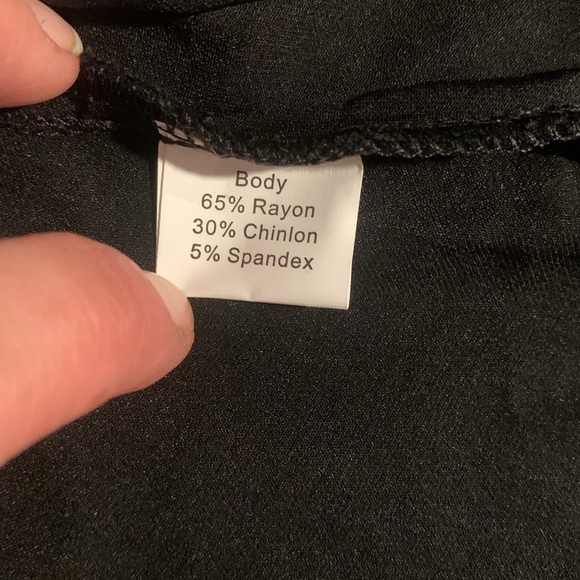 Body
65% Rayon
30% Chinlon
5% Spandex